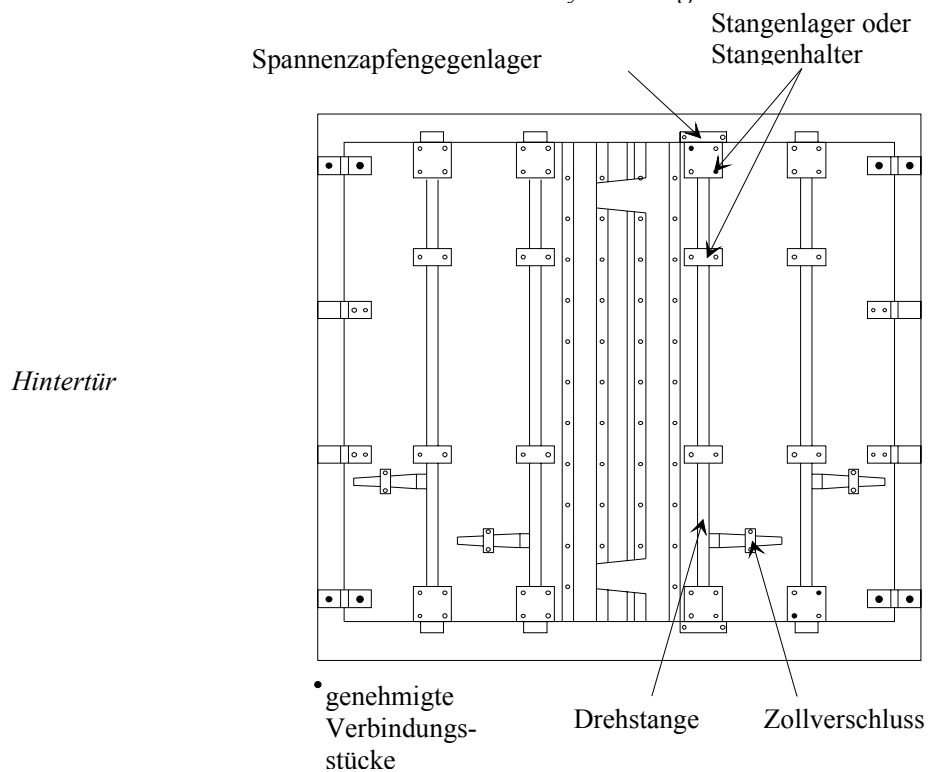 Stangenlager oder
Stangenhalter
Spannenzapfengegenlager
Hintertür
genehmigte
Verbindungs-
stücke
Drehstange
Zollverschluss